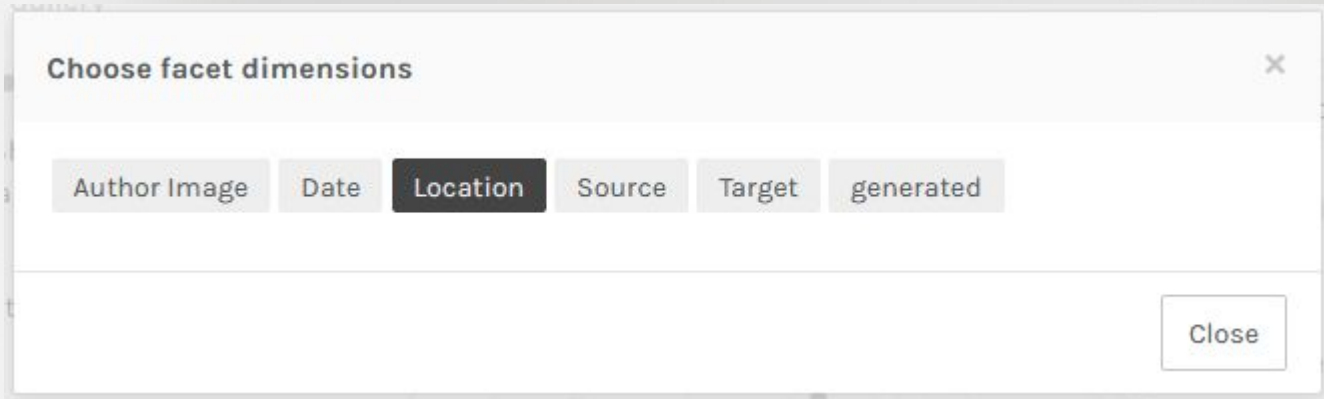 Choose facet dimensions ×
Author Image Date Location Source Target generated
Close